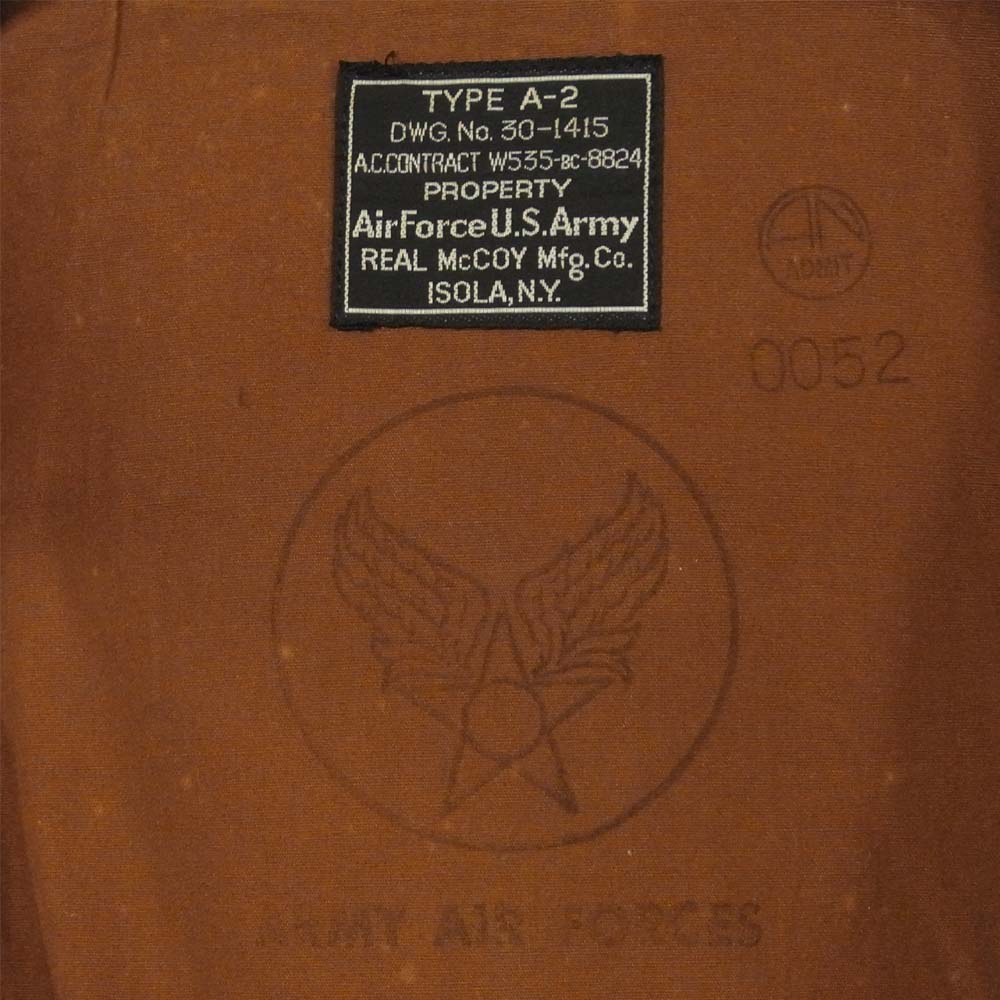 TYPE A-2
DWG. No. 30-1415
A.C.CONTRACT W535-BC-8824
PROPERTY
AirForce U.S.Army
REAL McCOY Mfg. Co.
ISOLA, N.Y.
AN
ADMIT
0052
ARMY AIR FORCES